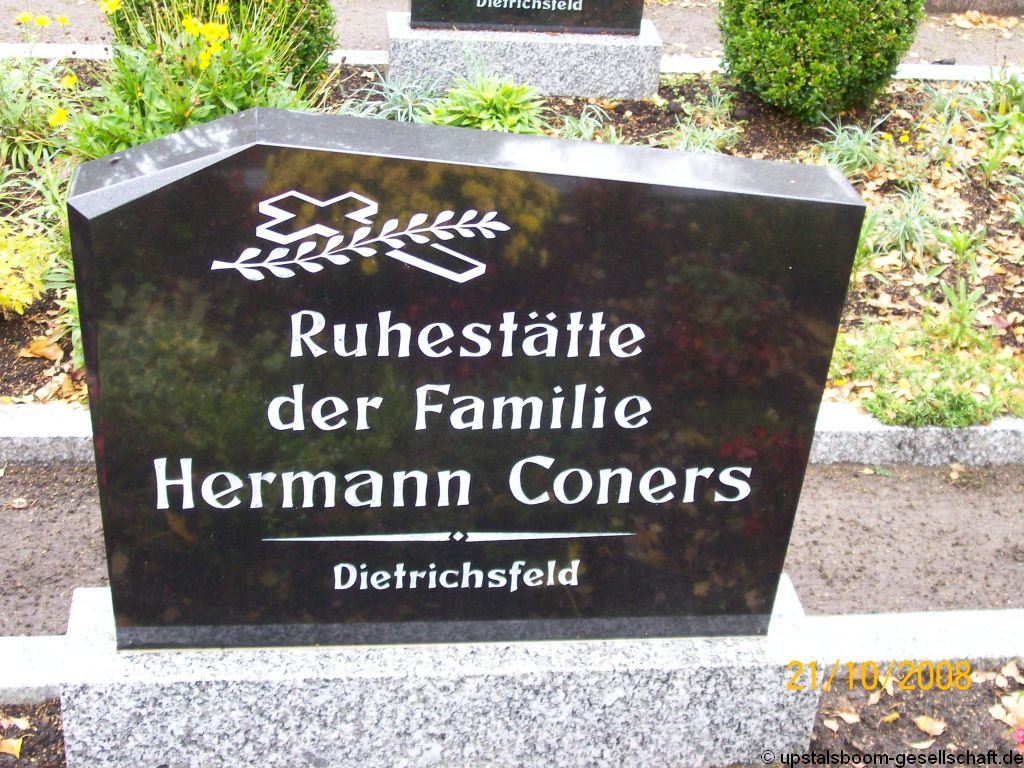 Dietrichsfeld
Ruhestätte
der Familie
Hermann Coners
Dietrichsfeld
21/10/2008
© upstalsboom-gesellschaft.de